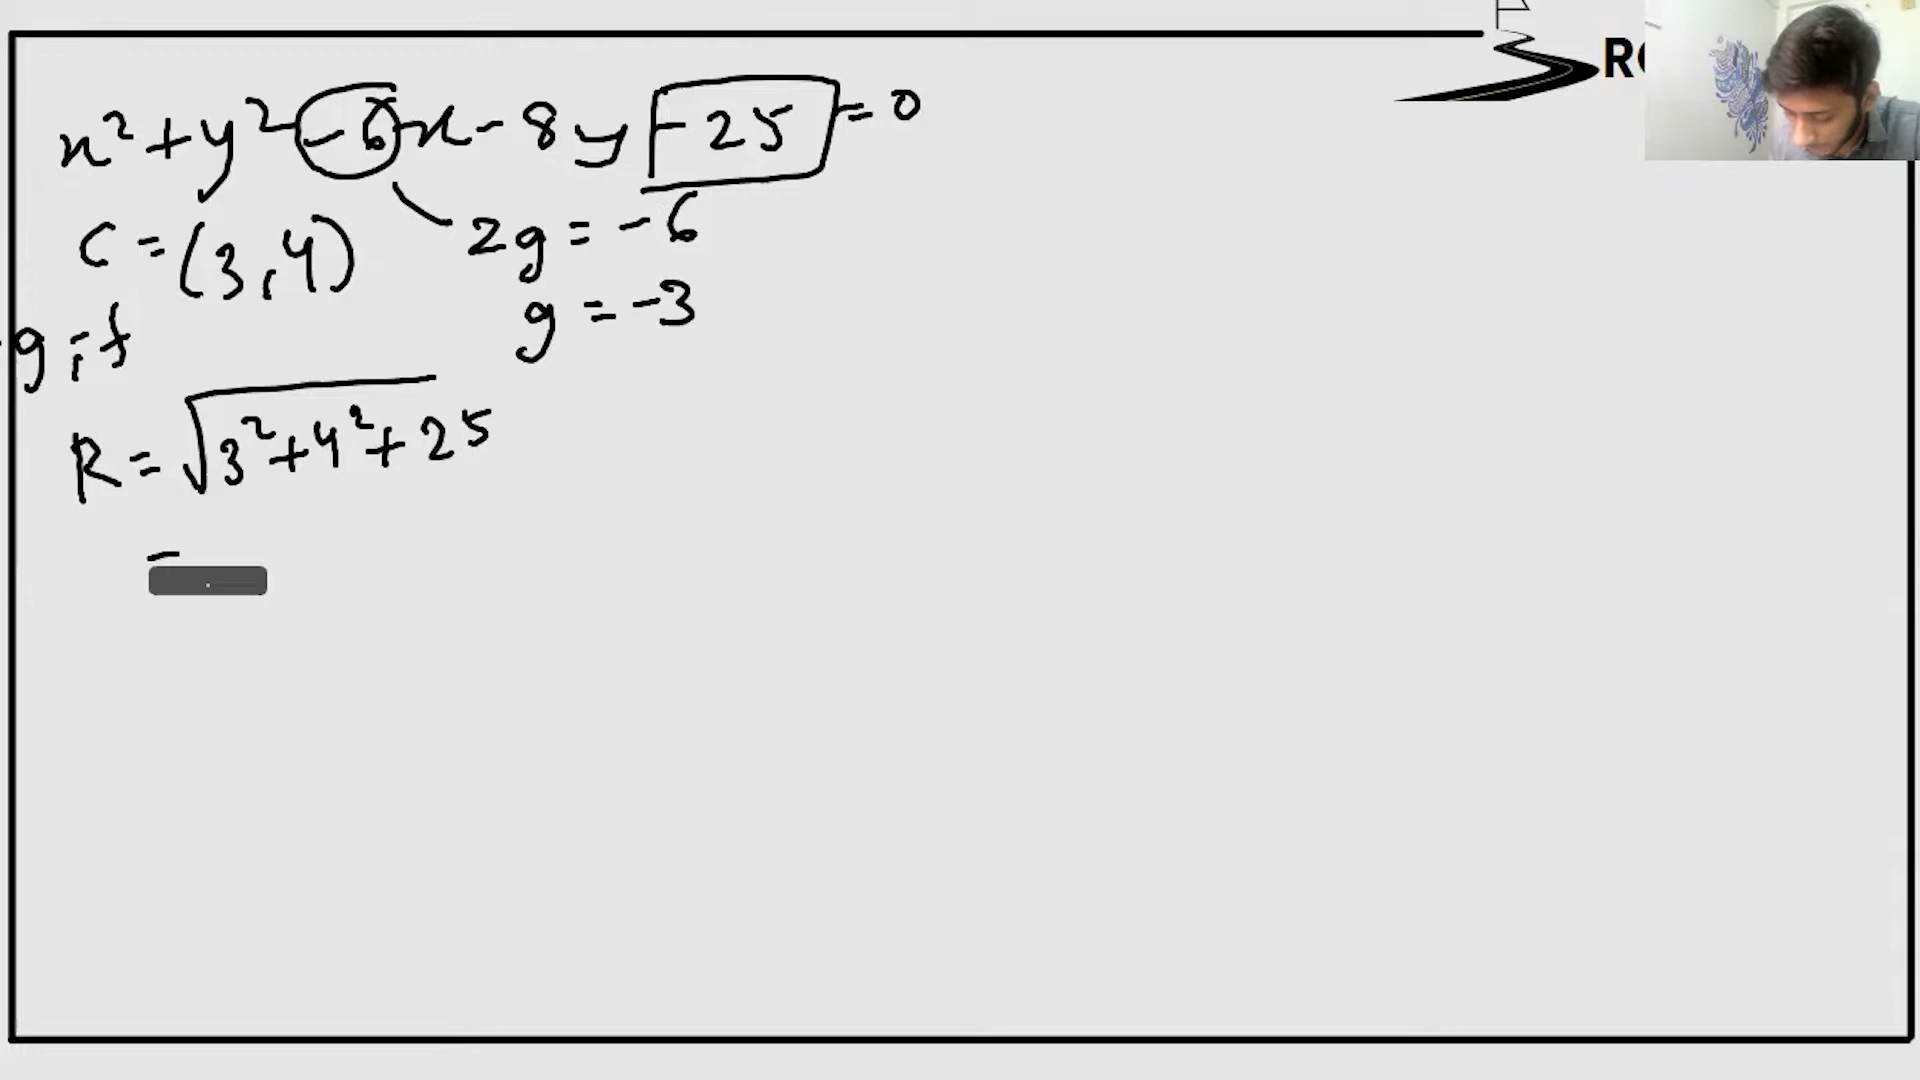 x² + y² - 6x - 8y - 25 = 0
C = (3, 4)
2g = -6
g = -3
-g, -f
R = √3² + 4² + 25
=
RO